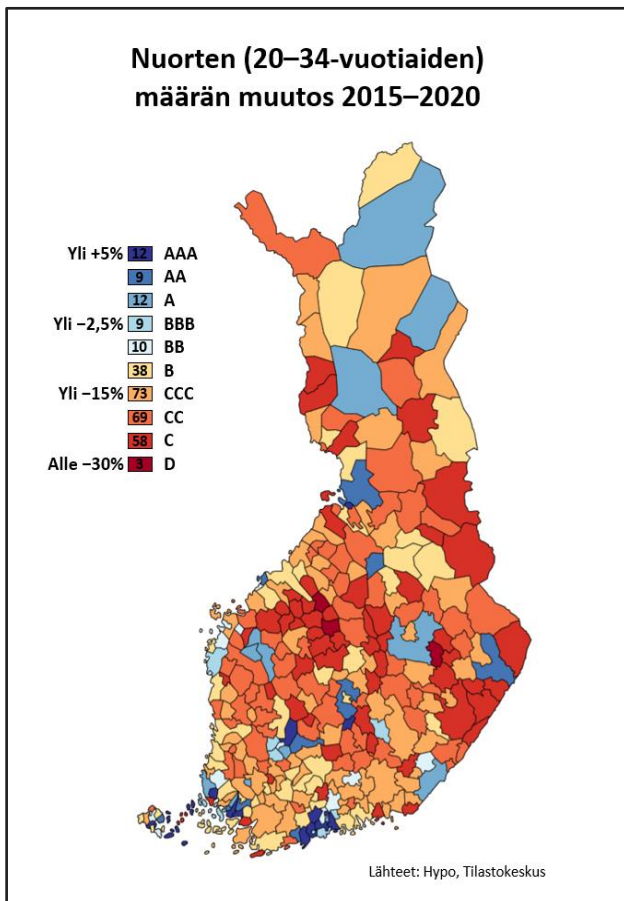 Nuorten (20–34-vuotiaiden)
määrän muutos 2015–2020
Yli +5% 12 AAA
9 AA
12 A
Yli −2,5% 9 BBB
10 BB
38 B
Yli −15% 73 CCC
69 CC
58 C
Alle −30% 3 D
Lähteet: Hypo, Tilastokeskus